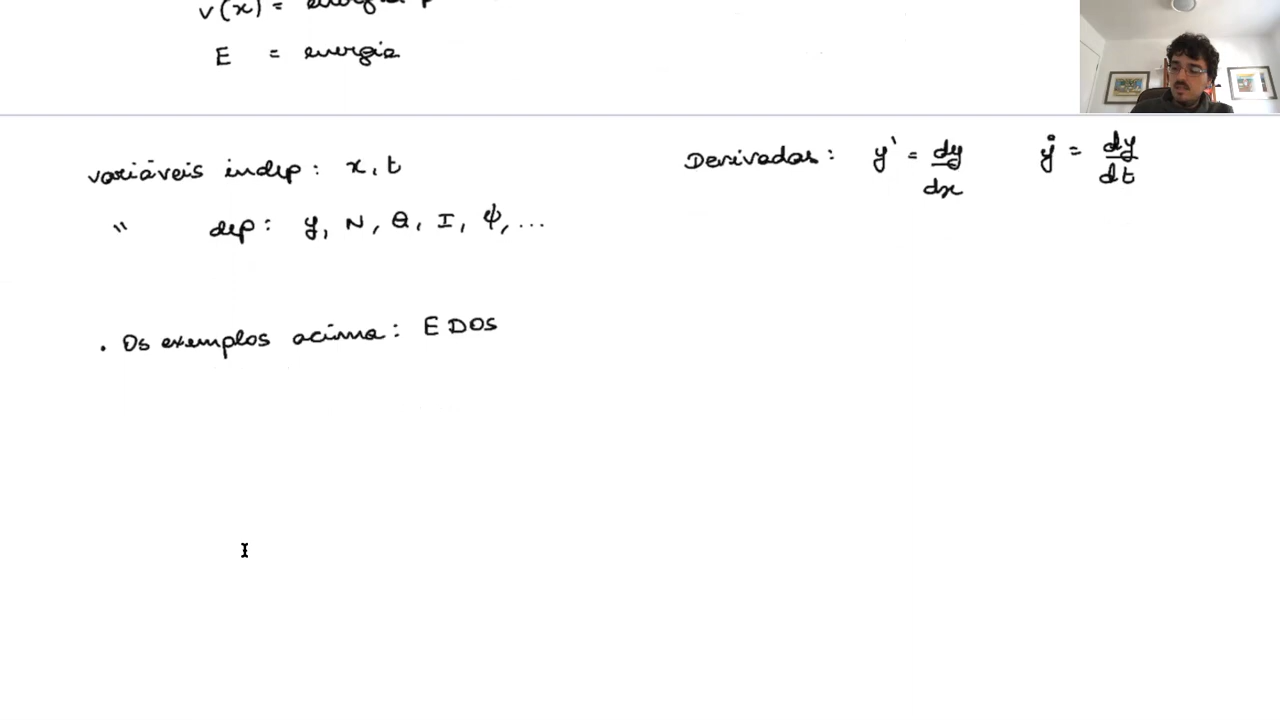 V(x) =
E = energia
variáveis indep: x, t
" dep: y, N, θ, I, ψ, ...
Derivadas: y' = dy/dx ẏ = dy/dt
. Os exemplos acima: EDOS